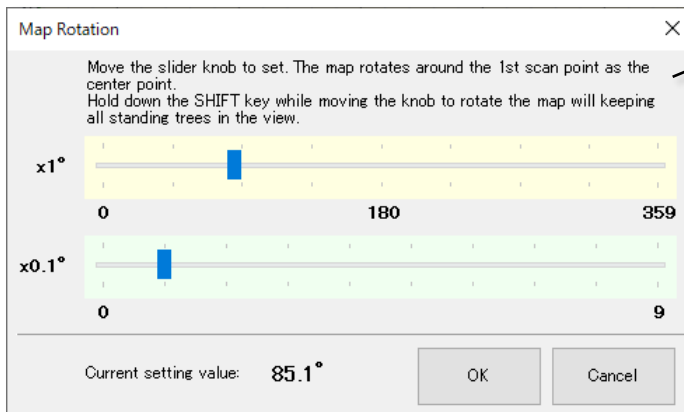 Map Rotation
Move the slider knob to set. The map rotates around the 1st scan point as the
center point.
Hold down the SHIFT key while moving the knob to rotate the map will keeping
all standing trees in the view.
x1°
0 180 359
x0.1°
0 9
Current setting value: 85.1° OK Cancel